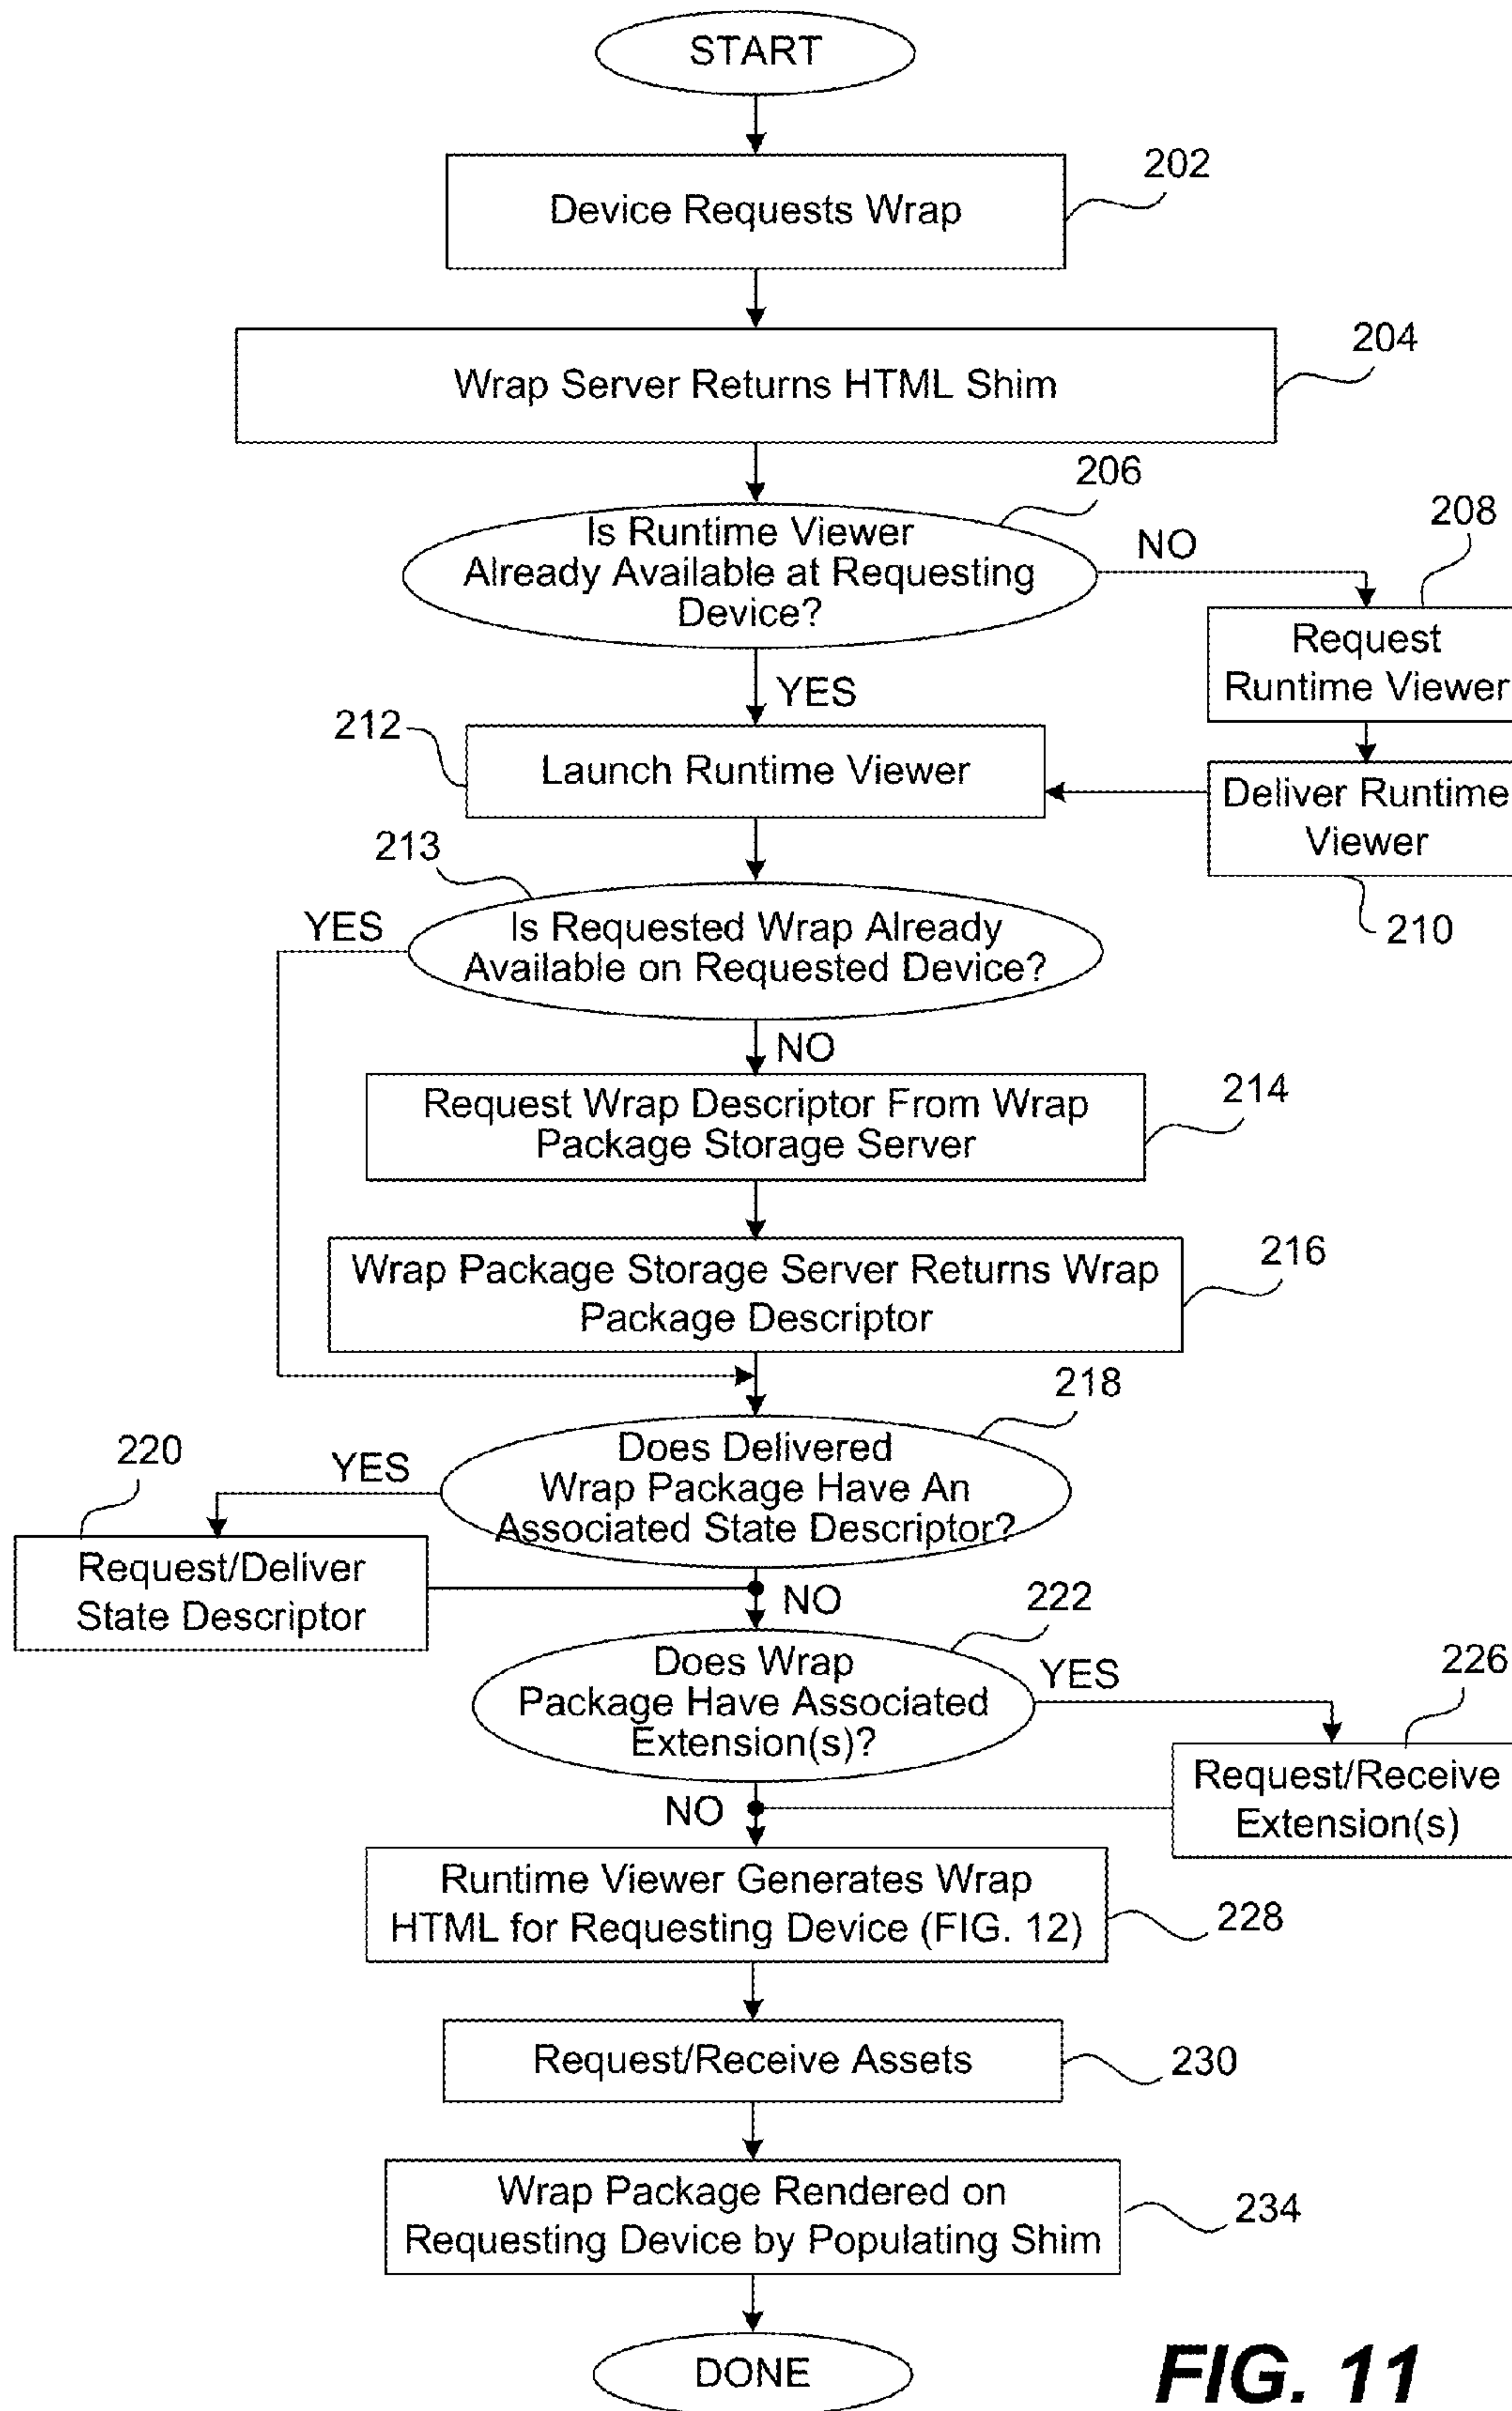 START
202
Device Requests Wrap
204
Wrap Server Returns HTML Shim
206
Is Runtime Viewer
Already Available at Requesting
Device?
NO
208
Request
Runtime Viewer
YES
212
Launch Runtime Viewer
Deliver Runtime
Viewer
210
213
YES
Is Requested Wrap Already
Available on Requested Device?
NO
214
Request Wrap Descriptor From Wrap
Package Storage Server
216
Wrap Package Storage Server Returns Wrap
Package Descriptor
218
Does Delivered
Wrap Package Have An
Associated State Descriptor?
YES
220
Request/Deliver
State Descriptor
NO
222
Does Wrap
Package Have Associated
Extension(s)?
YES
226
Request/Receive
Extension(s)
NO
Runtime Viewer Generates Wrap
HTML for Requesting Device (FIG. 12)
228
Request/Receive Assets
230
Wrap Package Rendered on
Requesting Device by Populating Shim
234
DONE
FIG. 11